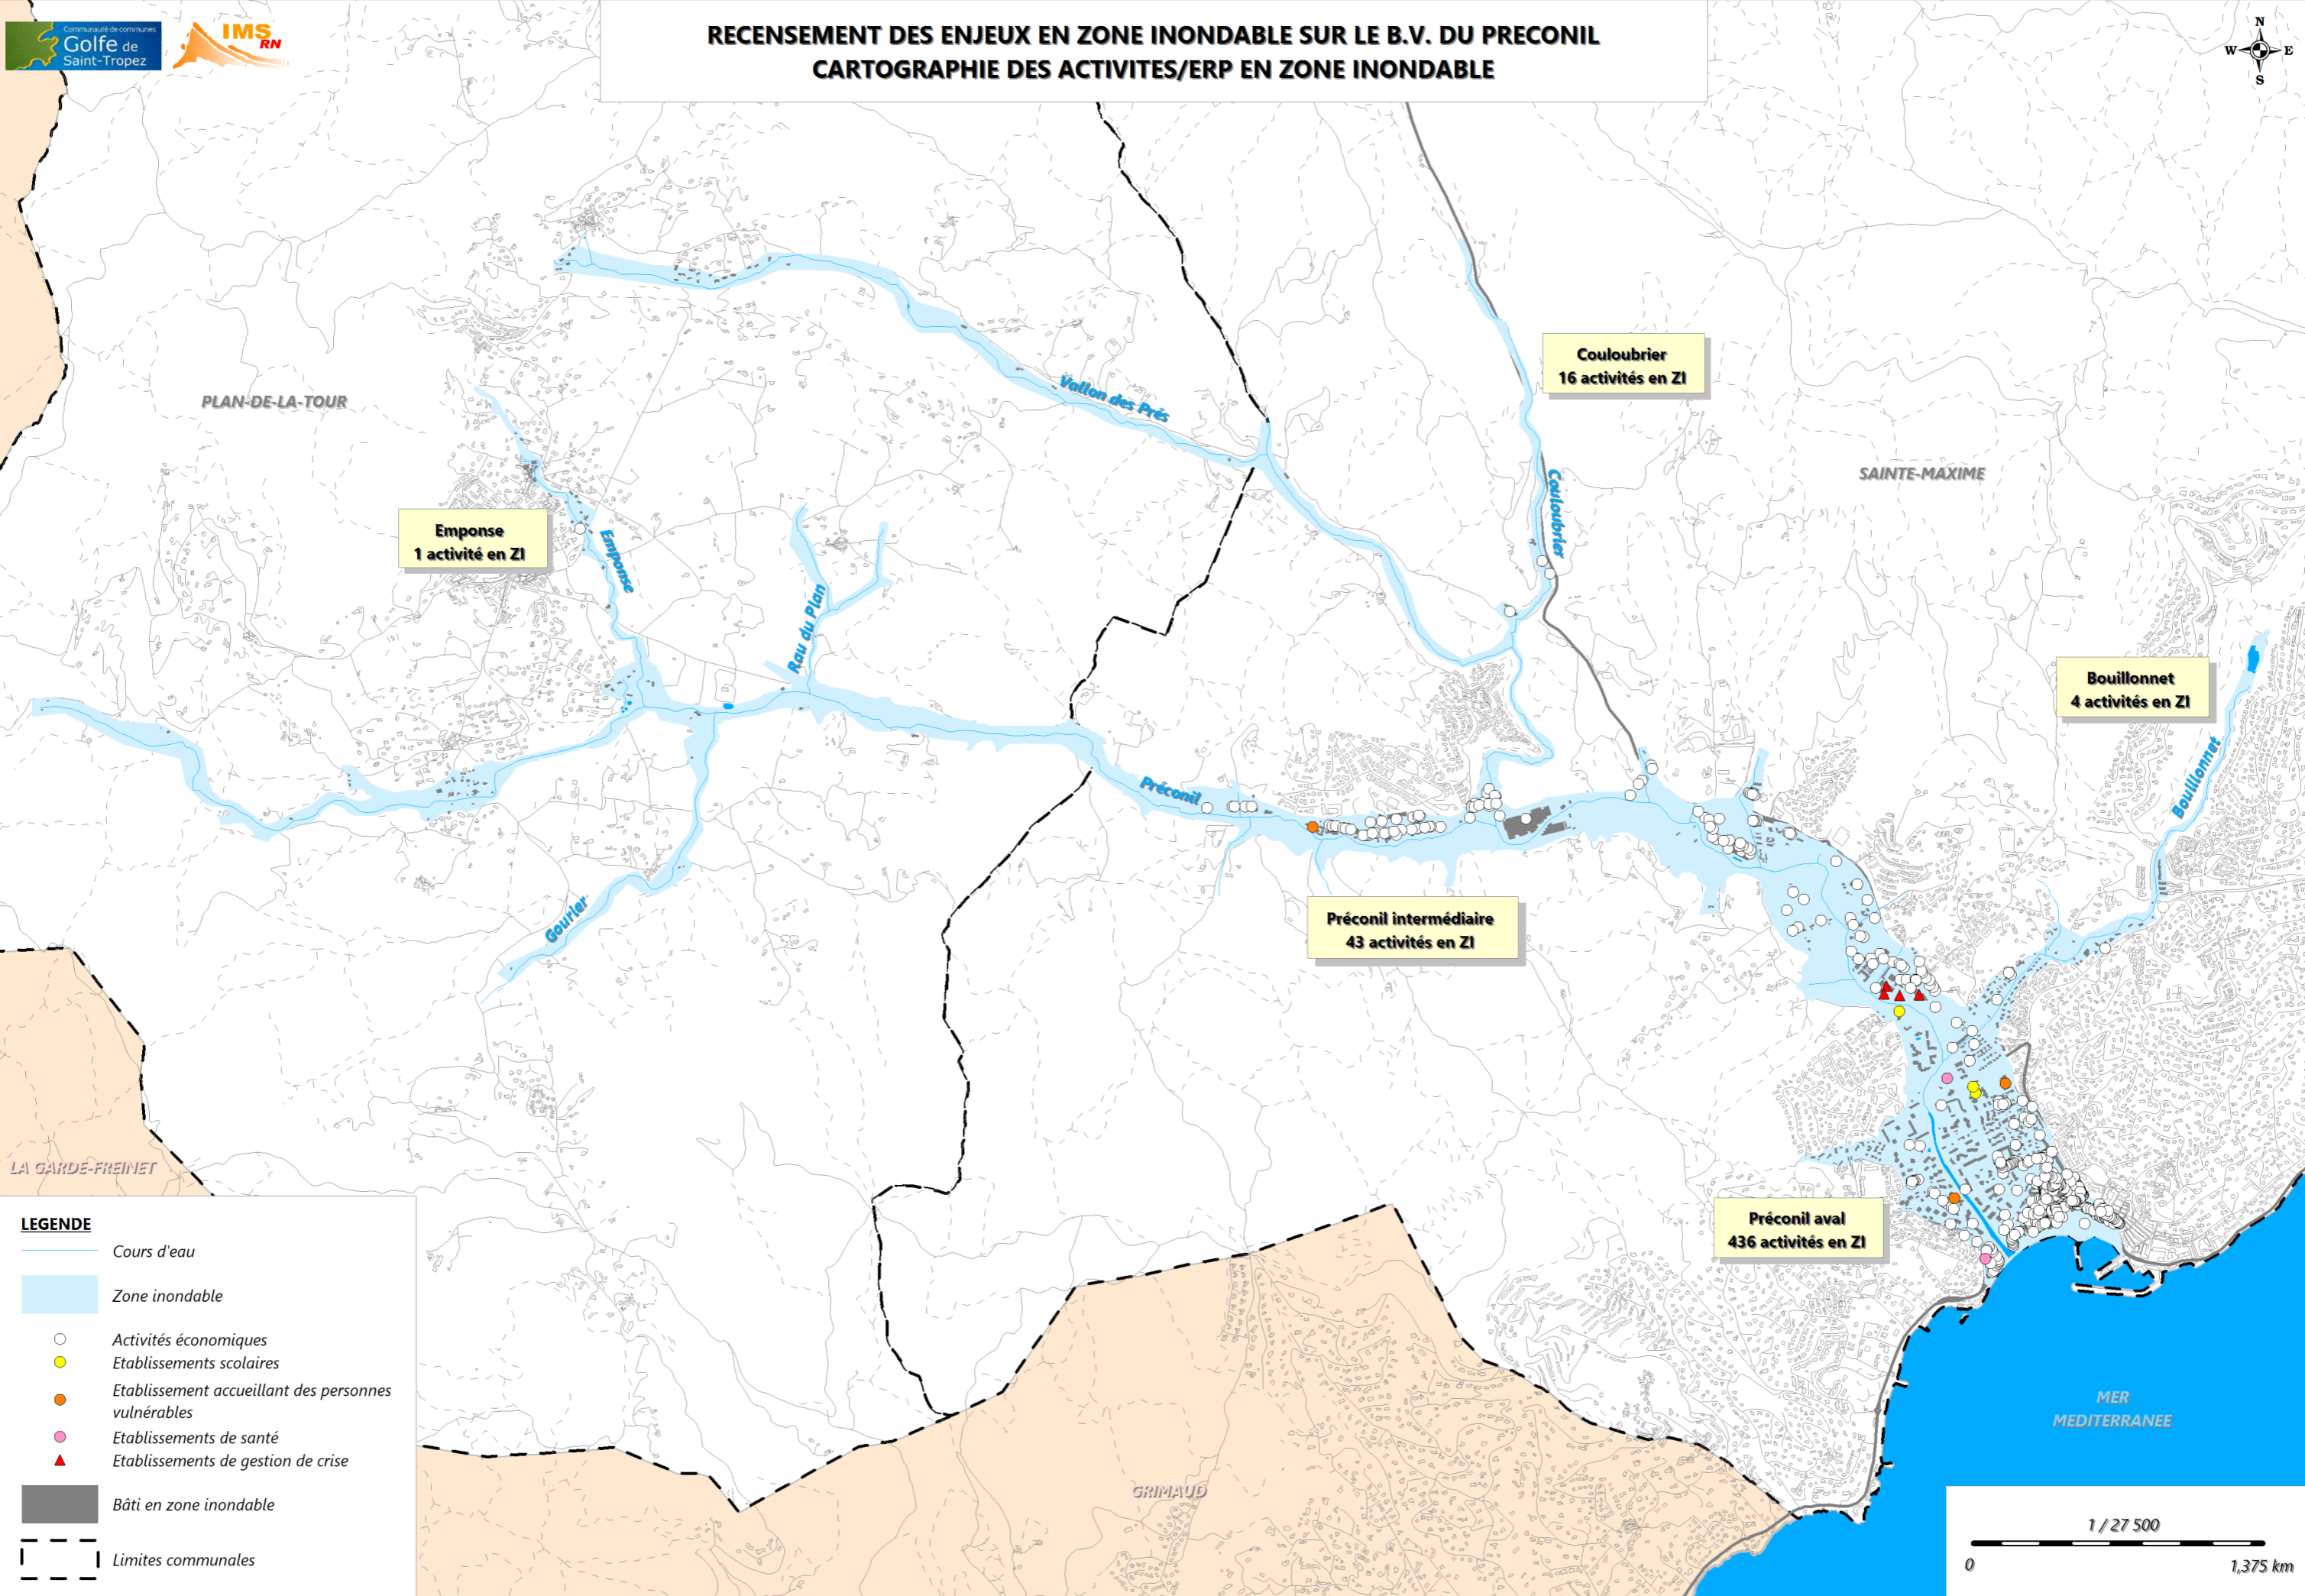 Communauté de communes
Golfe de
Saint-Tropez
IMS
RN
RECENSEMENT DES ENJEUX EN ZONE INONDABLE SUR LE B.V. DU PRECONIL
CARTOGRAPHIE DES ACTIVITES/ERP EN ZONE INONDABLE
N
W
E
S
Couloubrier
16 activités en ZI
Vallon des Prés
PLAN-DE-LA-TOUR
SAINTE-MAXIME
Couloubrier
Emponse
1 activité en ZI
Emponse
Rau du Plan
Bouillonnet
4 activités en ZI
Bouillonnet
Préconil
Gourier
Préconil intermédiaire
43 activités en ZI
LA GARDE-FREINET
Préconil aval
436 activités en ZI
LEGENDE
Cours d'eau
Zone inondable
Activités économiques
Etablissements scolaires
Etablissement accueillant des personnes
vulnérables
Etablissements de santé
Etablissements de gestion de crise
Bâti en zone inondable
Limites communales
MER
MEDITERRANEE
GRIMAUD
1 / 27 500
0
1,375 km